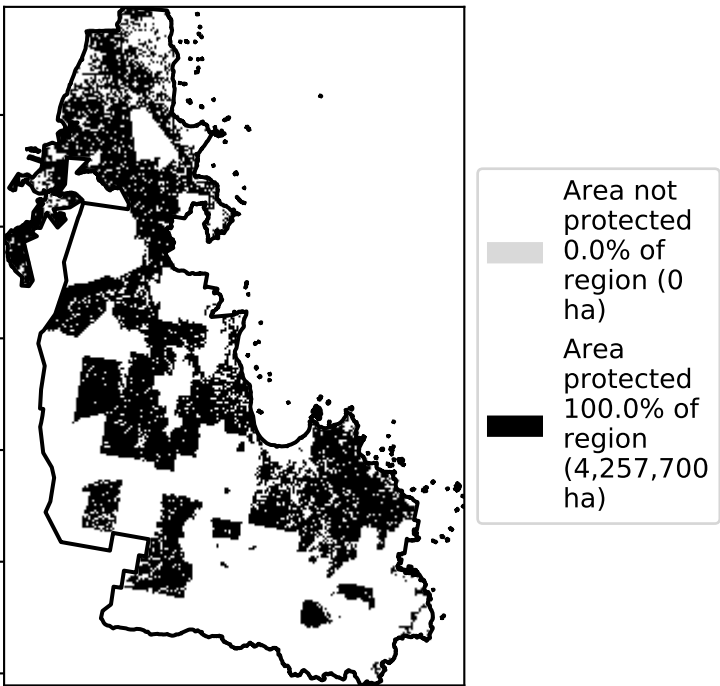 Area not
protected
0.0% of
region (0
ha)
Area
protected
100.0% of
region
(4,257,700
ha)